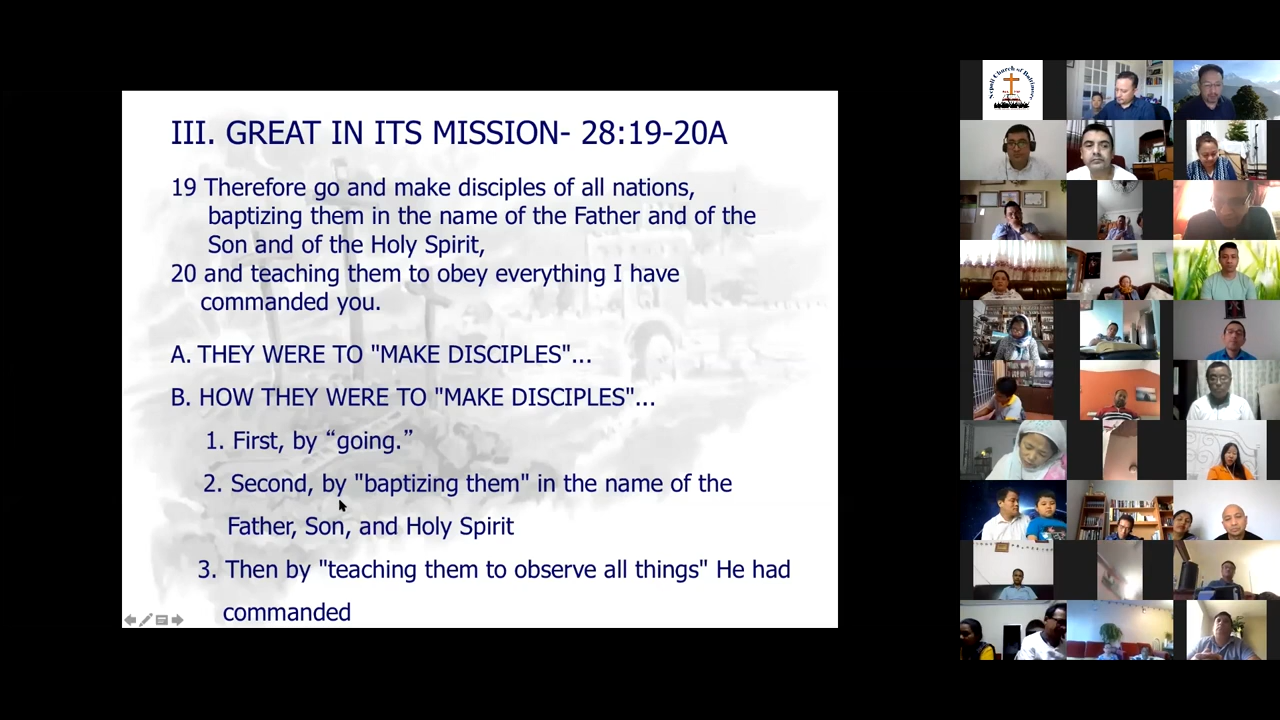 III. GREAT IN ITS MISSION- 28:19-20A
19 Therefore go and make disciples of all nations,
baptizing them in the name of the Father and of the
Son and of the Holy Spirit,
20 and teaching them to obey everything I have
commanded you.
A. THEY WERE TO "MAKE DISCIPLES"...
B. HOW THEY WERE TO "MAKE DISCIPLES"...
1. First, by “going.”
2. Second, by "baptizing them" in the name of the
Father, Son, and Holy Spirit
3. Then by "teaching them to observe all things" He had
commanded
Nepali Church of Baltimore